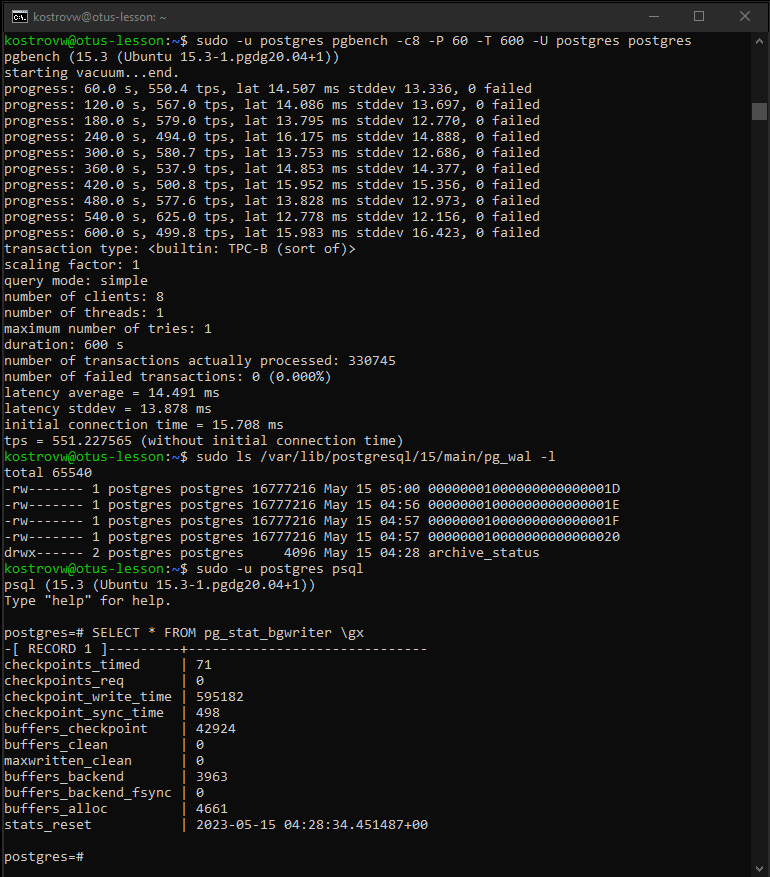 kostrovw@otus-lesson: ~
kostrovw@otus-lesson:~$ sudo -u postgres pgbench -c8 -P 60 -T 600 -U postgres postgres
pgbench (15.3 (Ubuntu 15.3-1.pgdg20.04+1))
starting vacuum...end.
progress: 60.0 s, 550.4 tps, lat 14.507 ms stddev 13.336, 0 failed
progress: 120.0 s, 567.0 tps, lat 14.086 ms stddev 13.697, 0 failed
progress: 180.0 s, 579.0 tps, lat 13.795 ms stddev 12.770, 0 failed
progress: 240.0 s, 494.0 tps, lat 16.175 ms stddev 14.888, 0 failed
progress: 300.0 s, 580.7 tps, lat 13.753 ms stddev 12.686, 0 failed
progress: 360.0 s, 537.9 tps, lat 14.853 ms stddev 14.377, 0 failed
progress: 420.0 s, 500.8 tps, lat 15.952 ms stddev 15.356, 0 failed
progress: 480.0 s, 577.6 tps, lat 13.828 ms stddev 12.973, 0 failed
progress: 540.0 s, 625.0 tps, lat 12.778 ms stddev 12.156, 0 failed
progress: 600.0 s, 499.8 tps, lat 15.983 ms stddev 16.423, 0 failed
transaction type: <builtin: TPC-B (sort of)>
scaling factor: 1
query mode: simple
number of clients: 8
number of threads: 1
maximum number of tries: 1
duration: 600 s
number of transactions actually processed: 330745
number of failed transactions: 0 (0.000%)
latency average = 14.491 ms
latency stddev = 13.878 ms
initial connection time = 15.708 ms
tps = 551.227565 (without initial connection time)
kostrovw@otus-lesson:~$ sudo ls /var/lib/postgresql/15/main/pg_wal -l
total 65540
-rw------- 1 postgres postgres 16777216 May 15 05:00 00000001000000000000001D
-rw------- 1 postgres postgres 16777216 May 15 04:56 00000001000000000000001E
-rw------- 1 postgres postgres 16777216 May 15 04:57 00000001000000000000001F
-rw------- 1 postgres postgres 16777216 May 15 04:57 000000010000000000000020
drwx------ 2 postgres postgres     4096 May 15 04:28 archive_status
kostrovw@otus-lesson:~$ sudo -u postgres psql
psql (15.3 (Ubuntu 15.3-1.pgdg20.04+1))
Type "help" for help.
postgres=# SELECT * FROM pg_stat_bgwriter \gx
-[ RECORD 1 ]---------+------------------------------
checkpoints_timed     | 71
checkpoints_req       | 0
checkpoint_write_time | 595182
checkpoint_sync_time  | 498
buffers_checkpoint    | 42924
buffers_clean         | 0
maxwritten_clean      | 0
buffers_backend       | 3963
buffers_backend_fsync | 0
buffers_alloc         | 4661
stats_reset           | 2023-05-15 04:28:34.451487+00
postgres=#